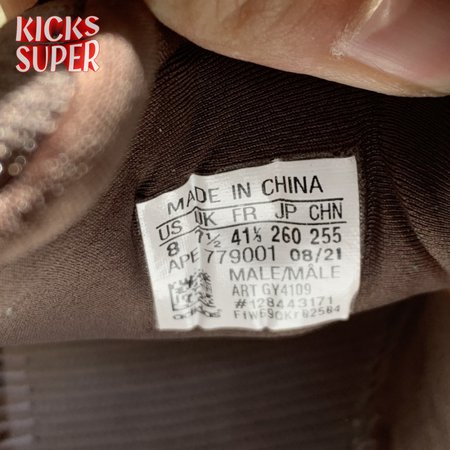 KICKS
SUPER
MADE IN CHINA
US UK FR JP CHN
8 7½ 41⅓ 260 255
APE 779001 08/21
MALE/MÂLE
ART GY4109
#128443171